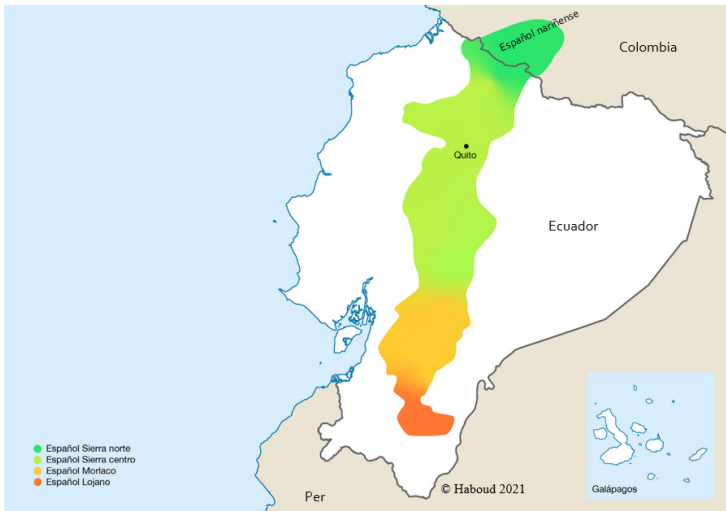 Español nariñense
Colombia
Quito
Ecuador
Español Sierra norte
Español Sierra centro
Español Morlaco
Español Lojano
Per
© Haboud 2021
Galápagos